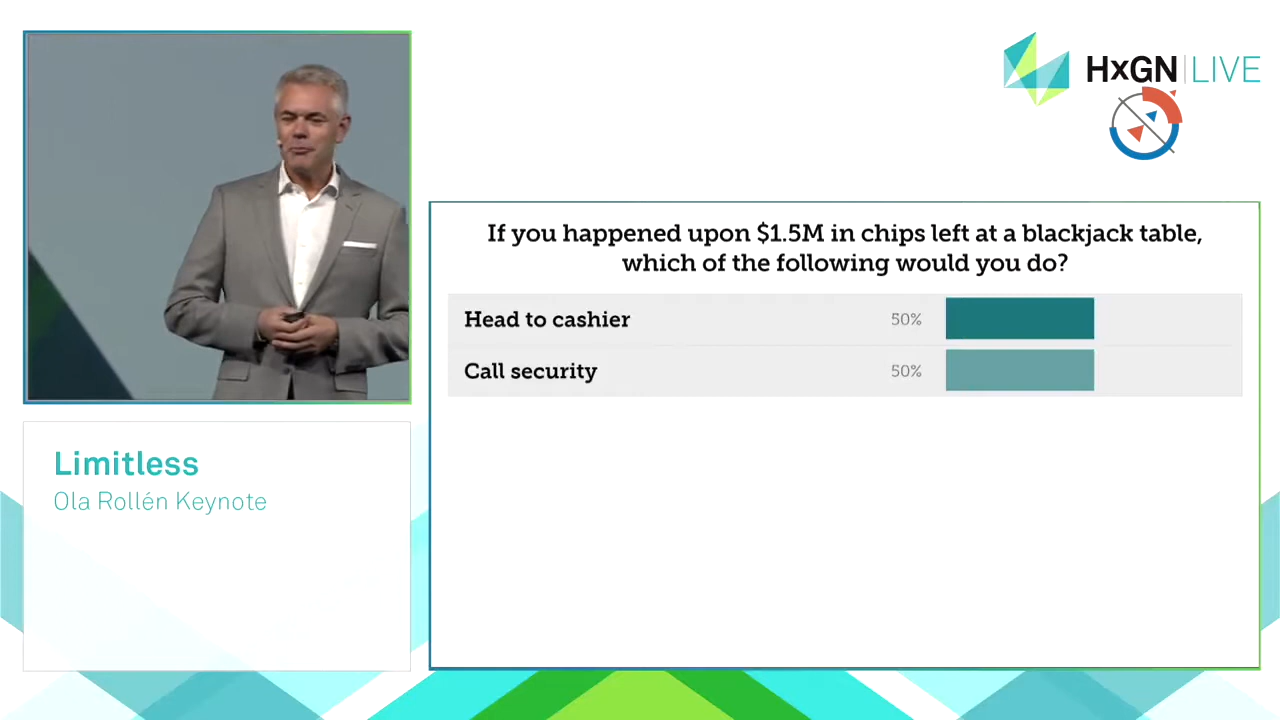 HxGN LIVE
If you happened upon $1.5M in chips left at a blackjack table,
which of the following would you do?
Head to cashier 50%
Call security 50%
Limitless
Ola Rollén Keynote